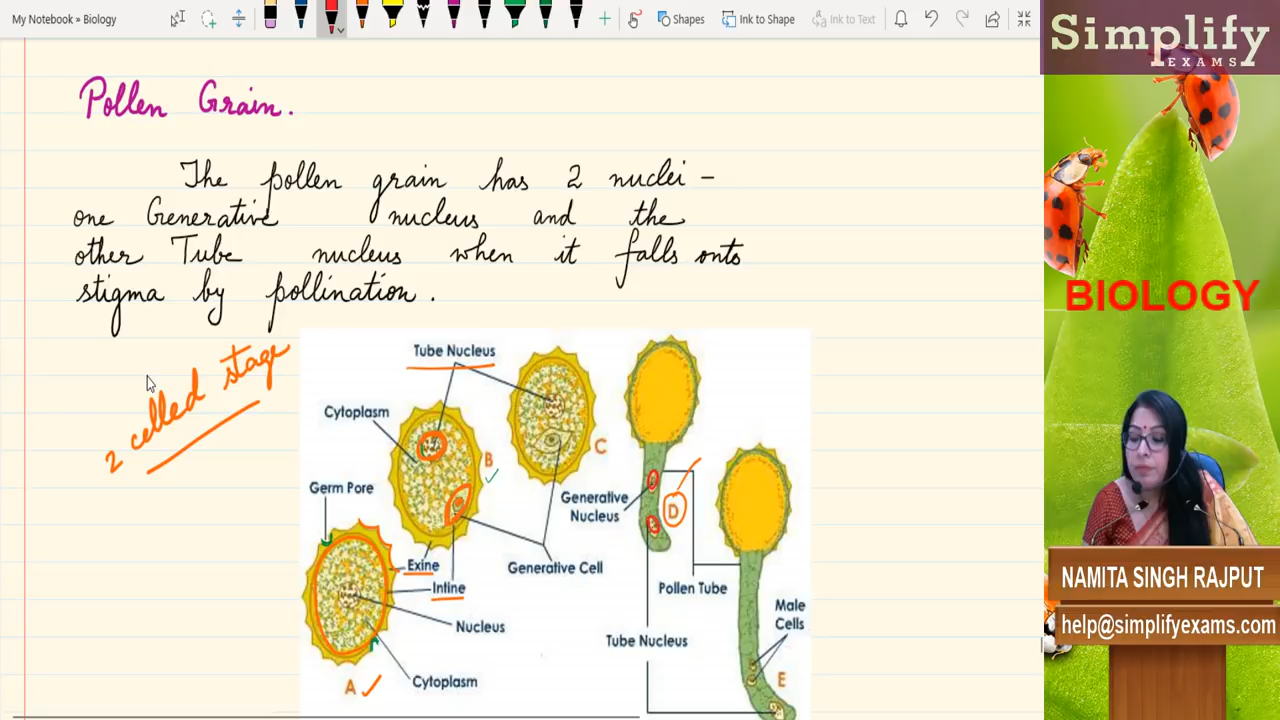 My Notebook » Biology
Shapes
Ink to Shape
Ink to Text
Simplify
EXAMS
Pollen Grain.
The pollen grain has 2 nuclei -
one Generative nucleus and the
other Tube nucleus when it falls onto
stigma by pollination.
2 celled stage
Tube Nucleus
Cytoplasm
B
C
Germ Pore
Generative
Nucleus
D
Exine
Generative Cell
Intine
Pollen Tube
Nucleus
Male
Cells
Tube Nucleus
A
Cytoplasm
E
BIOLOGY
NAMITA SINGH RAJPUT
help@simplifyexams.com